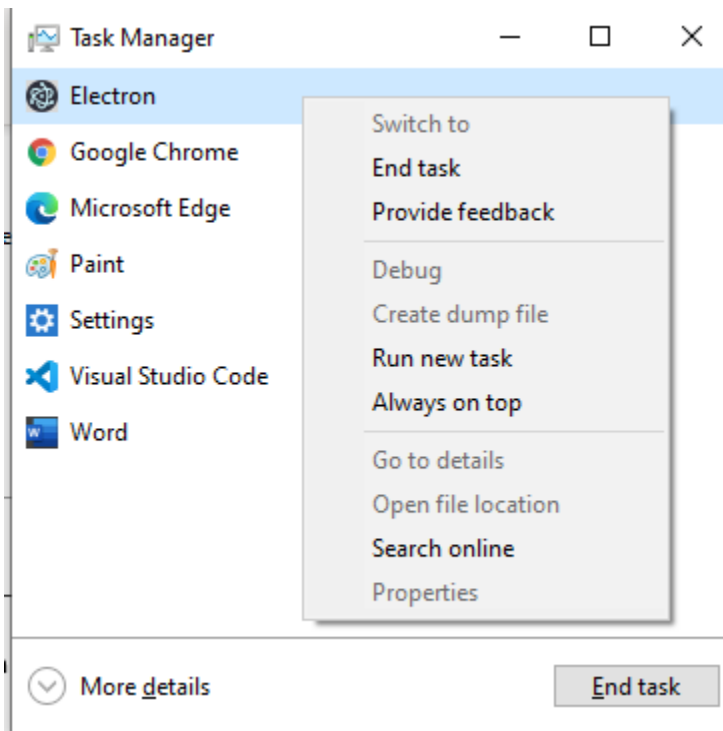 Task Manager
Electron
Google Chrome
Microsoft Edge
Paint
Settings
Visual Studio Code
Word
Switch to
End task
Provide feedback
Debug
Create dump file
Run new task
Always on top
Go to details
Open file location
Search online
Properties
More details
End task